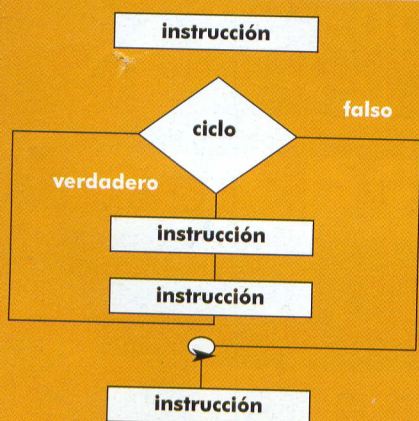 instrucción
ciclo
falso
verdadero
instrucción
instrucción
instrucción